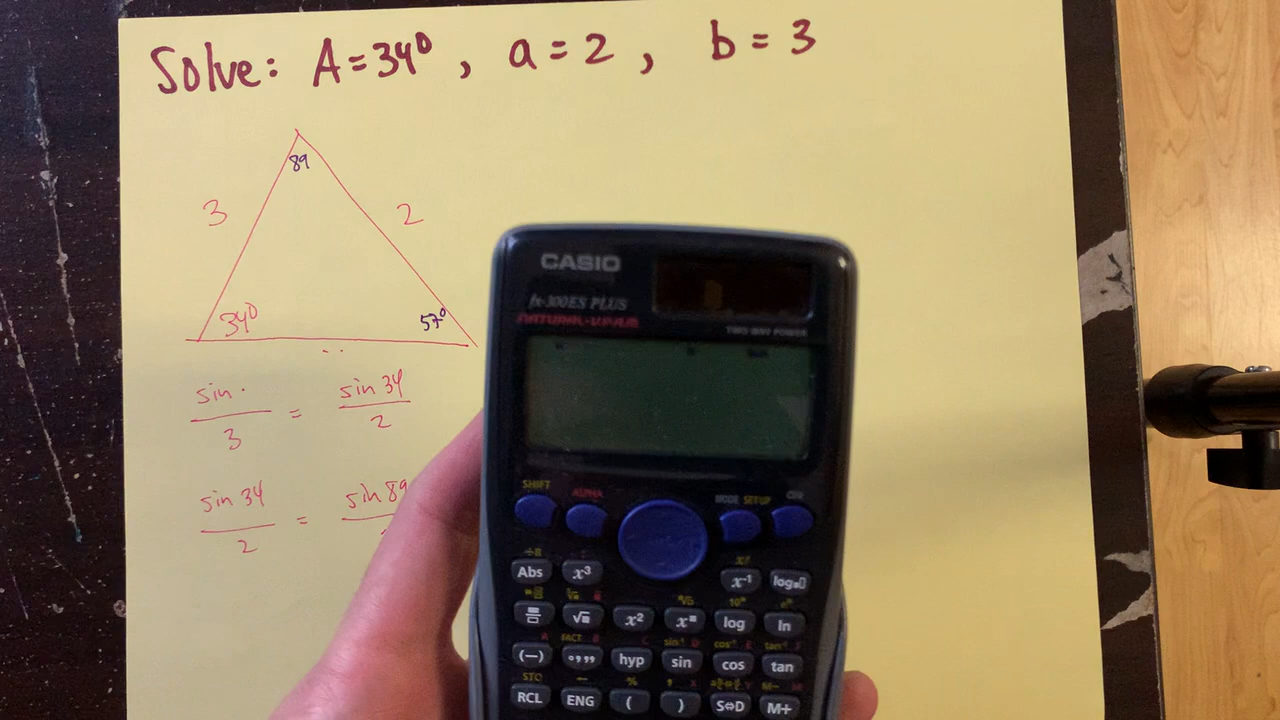 Solve: A=34°, a=2, b=3
89
3 2
34° 57°
sin. sin 34
3 = 2
sin 34 sin 89
2 =
CASIO
fx-300ES PLUS
NATURAL-V.P.A.M.
TWO WAY POWER
SHIFT ALPHA MODE SETUP ON
Abs x³ x⁻¹ log
√ x² log ln
(−) hyp sin cos tan
STO
RCL ENG ( ) S⇔D M+